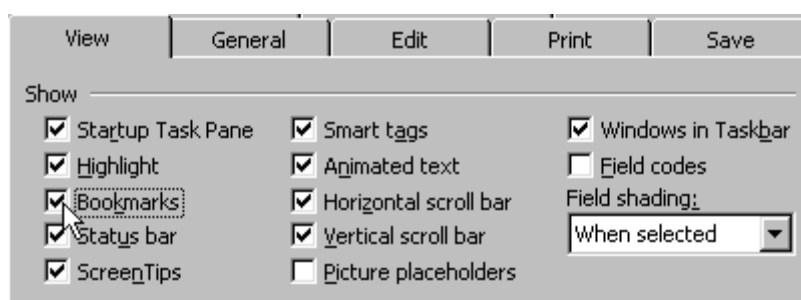 View General Edit Print Save
Show
Startup Task Pane Smart tags Windows in Taskbar
Highlight Animated text Field codes
Bookmarks Horizontal scroll bar Field shading:
Status bar Vertical scroll bar When selected
ScreenTips Picture placeholders